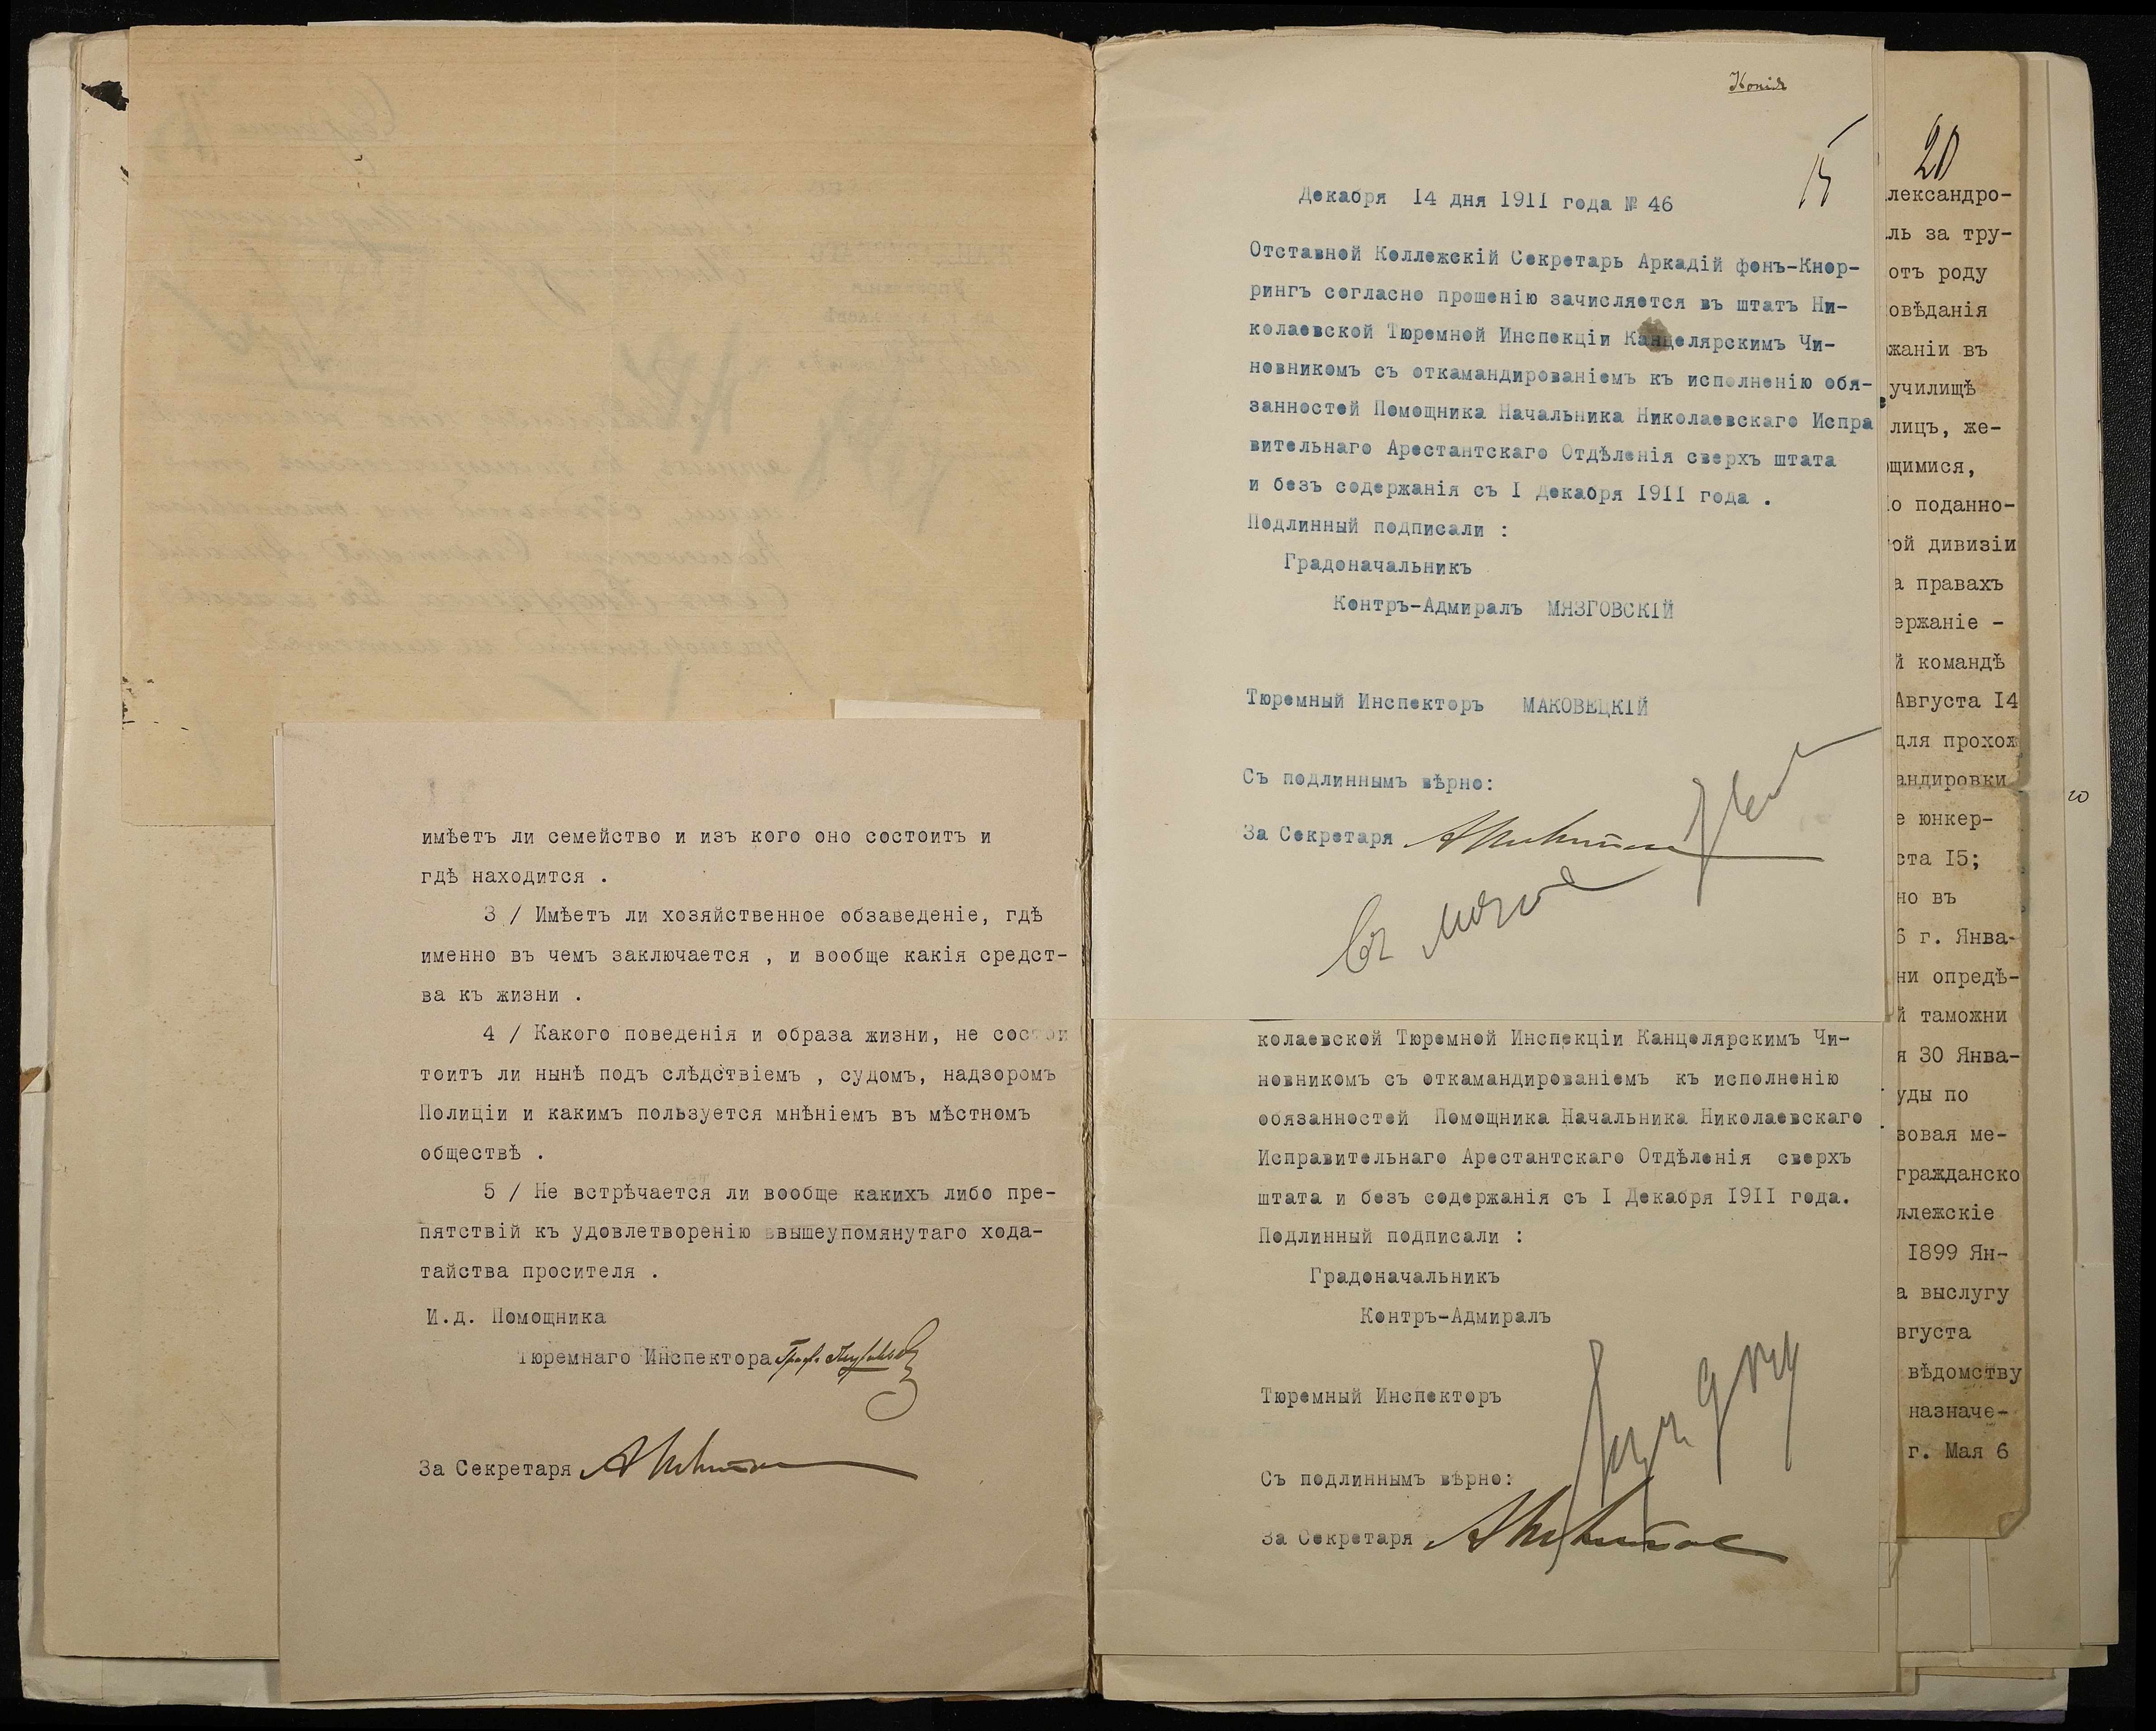 имѣетъ ли семейство и изъ кого оно состоитъ и
гдѣ находится .
3 / Имѣетъ ли хозяйственное обзаведеніе, гдѣ
именно въ чемъ заключается , и вообще какія средст-
ва къ жизни .
4 / Какого поведенія и образа жизни, не состои
тоитъ ли нынѣ подъ слѣдствіемъ , судомъ, надзоромъ
Полиціи и какимъ пользуется мнѣніемъ въ мѣстномъ
обществѣ .
5 / Не встрѣчается ли вообще какихъ либо пре-
пятствій къ удовлетворенію ввышеупомянутаго хода-
тайства просителя .
И.д. Помощника
Тюремнаго Инспектора
За Секретаря
Копія
15
Декабря 14 дня 1911 года № 46
Отставной Коллежскій Секретарь Аркадій фонъ-Кнор-
рингъ согласно прошенію зачисляется въ штатъ Ни-
колаевской Тюремной Инспекціи Канцелярскимъ Чи-
новникомъ съ откамандированіемъ къ исполненію обя-
занностей Помощника Начальника Николаевскаго Испра
вительнаго Арестантскаго Отдѣленія сверхъ штата
и безъ содержанія съ I Декабря 1911 года .
Подлинный подписали :
Градоначальникъ
Контръ-Адмиралъ МЯЗГОВСКІЙ
Тюремный Инспекторъ МАКОВЕЦКІЙ
Съ подлиннымъ вѣрно:
За Секретаря
колаевской Тюремной Инспекціи Канцелярскимъ Чи-
новникомъ съ откамандированіемъ къ исполненію
обязанностей Помощника Начальника Николаевскаго
Исправительнаго Арестантскаго Отдѣленія сверхъ
штата и безъ содержанія съ I Декабря 1911 года.
Подлинный подписали :
Градоначальникъ
Контръ-Адмиралъ
Тюремный Инспекторъ
Съ подлиннымъ вѣрно:
За Секретаря
20
лександро-
ль за тру-
отъ роду
овѣданія
жаніи въ
училищѣ
лицъ, же-
щимися,
о поданно-
ой дивизіи
а правахъ
ержаніе -
й командѣ
Августа 14
для прохож
андировки
е юнкер-
ста 15;
но въ
6 г. Янва-
ни опредѣ-
й таможни
я 30 Янва-
уды по
зовая ме-
гражданско
ллежскіе
1899 Ян-
а выслугу
вгуста
вѣдомству
назначе-
г. Мая 6
20